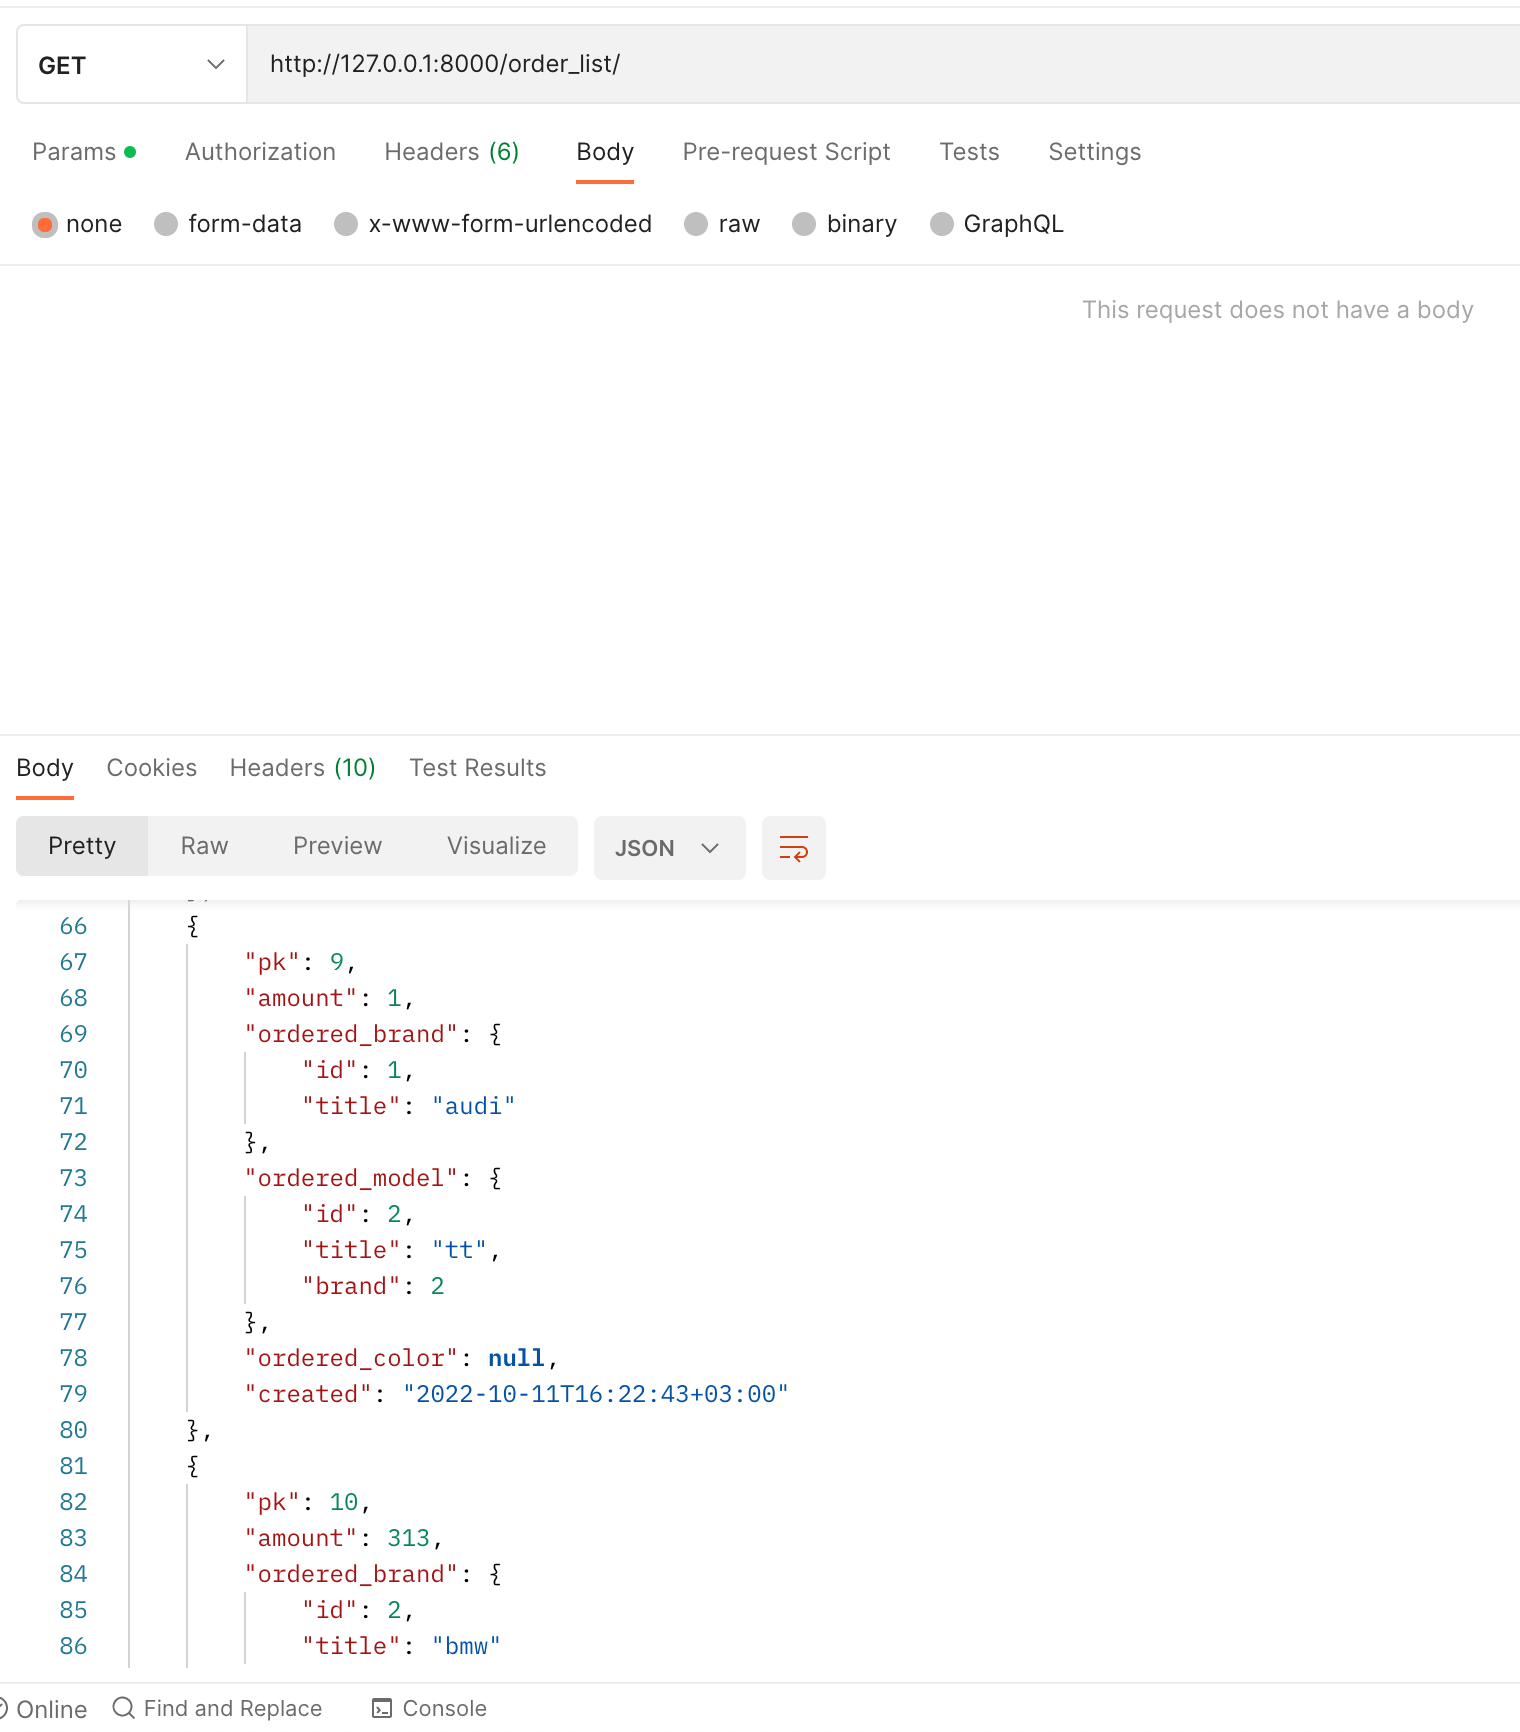 GET http://127.0.0.1:8000/order_list/
Params Authorization Headers (6) Body Pre-request Script Tests Settings
none form-data x-www-form-urlencoded raw binary GraphQL
This request does not have a body
Body Cookies Headers (10) Test Results
Pretty Raw Preview Visualize JSON
66 {
67 "pk": 9,
68 "amount": 1,
69 "ordered_brand": {
70 "id": 1,
71 "title": "audi"
72 },
73 "ordered_model": {
74 "id": 2,
75 "title": "tt",
76 "brand": 2
77 },
78 "ordered_color": null,
79 "created": "2022-10-11T16:22:43+03:00"
80 },
81 {
82 "pk": 10,
83 "amount": 313,
84 "ordered_brand": {
85 "id": 2,
86 "title": "bmw"
Online Find and Replace Console